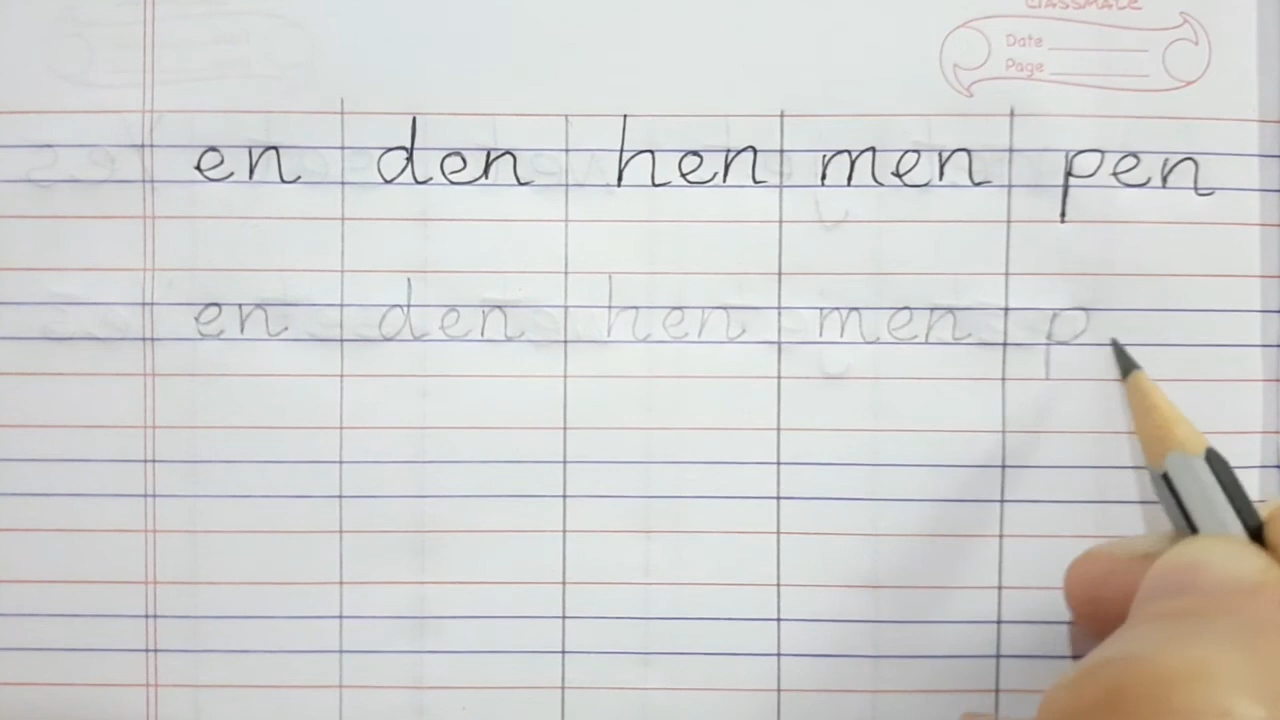 CLASSMATE
Date
Page
en den hen men pen
en den hen men p